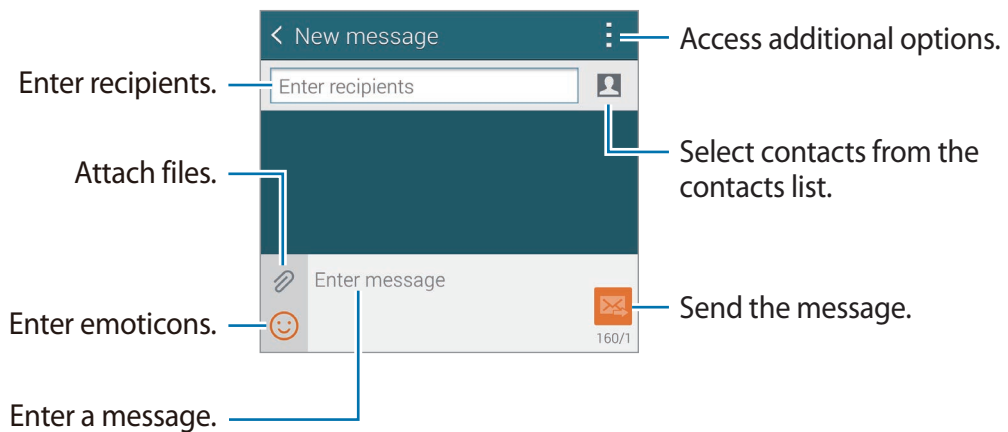 New message
Access additional options.
Enter recipients.
Enter recipients
Select contacts from the
contacts list.
Attach files.
Enter message
Enter emoticons.
Send the message.
160/1
Enter a message.